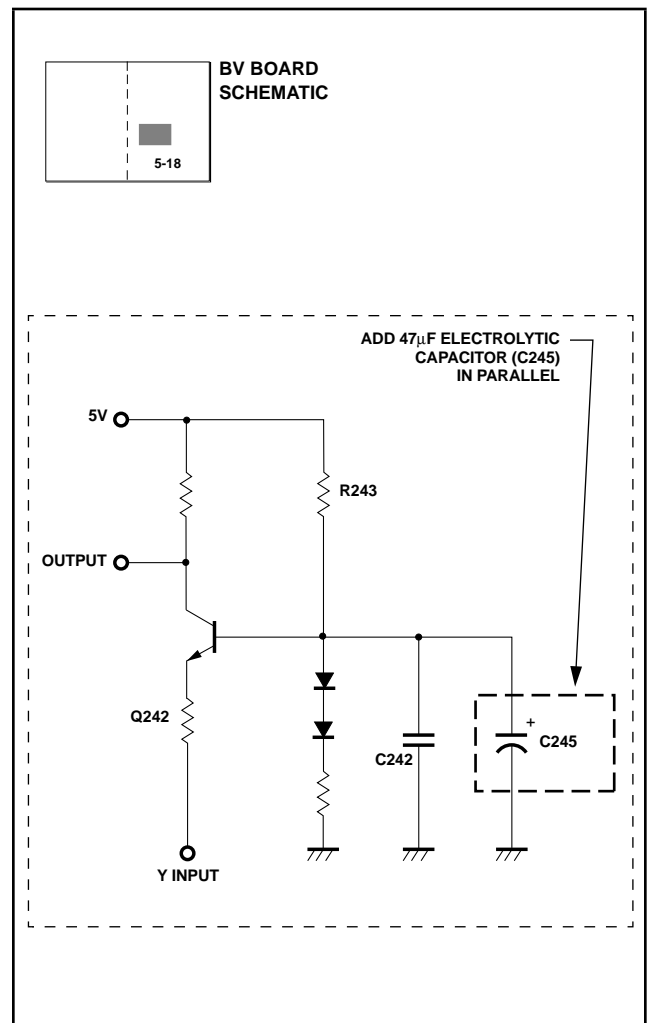 BV BOARD
SCHEMATIC
5-18
ADD 47μF ELECTROLYTIC
CAPACITOR (C245)
IN PARALLEL
5V
R243
OUTPUT
Q242
+
C242
C245
Y INPUT